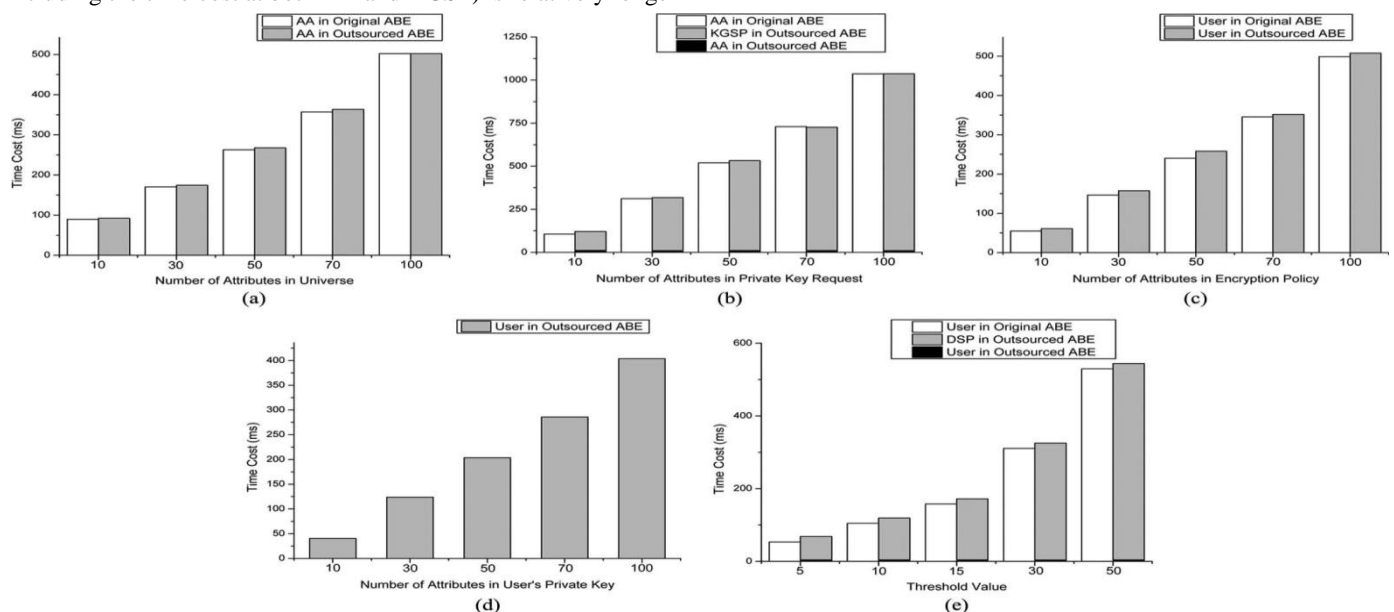 AA in Original ABE
AA in Outsourced ABE
500
400
300
200
100
0
Time Cost (ms)
10 30 50 70 100
Number of Attributes in Universe
(a)
AA in Original ABE
KGSP in Outsourced ABE
AA in Outsourced ABE
1250
1000
750
500
250
0
Time Cost (ms)
10 30 50 70 100
Number of Attributes in Private Key Request
(b)
User in Original ABE
User in Outsourced ABE
500
400
300
200
100
0
Time Cost (ms)
10 30 50 70 100
Number of Attributes in Encryption Policy
(c)
User in Outsourced ABE
400
350
300
250
200
150
100
50
0
Time Cost (ms)
10 30 50 70 100
Number of Attributes in User's Private Key
(d)
User in Original ABE
DSP in Outsourced ABE
User in Outsourced ABE
600
400
200
0
Time Cost (ms)
5 10 15 30 50
Threshold Value
(e)